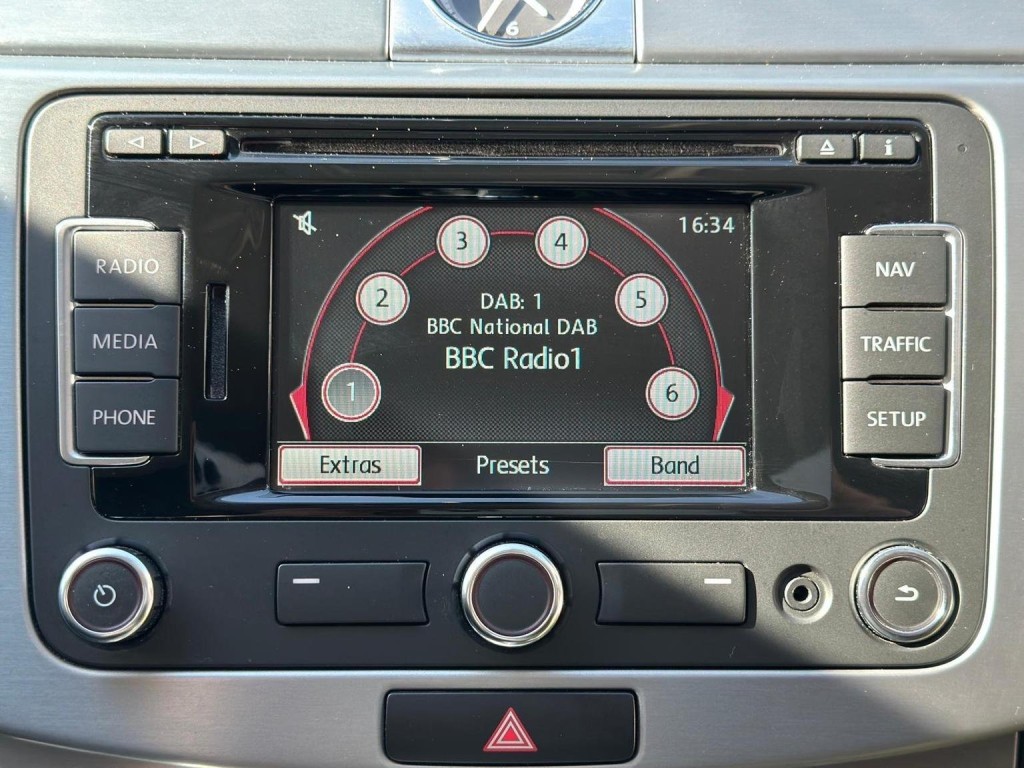 6
i
16:34
3
4
2
5
DAB: 1
BBC National DAB
BBC Radio1
1
6
Extras
Presets
Band
RADIO
MEDIA
PHONE
NAV
TRAFFIC
SETUP